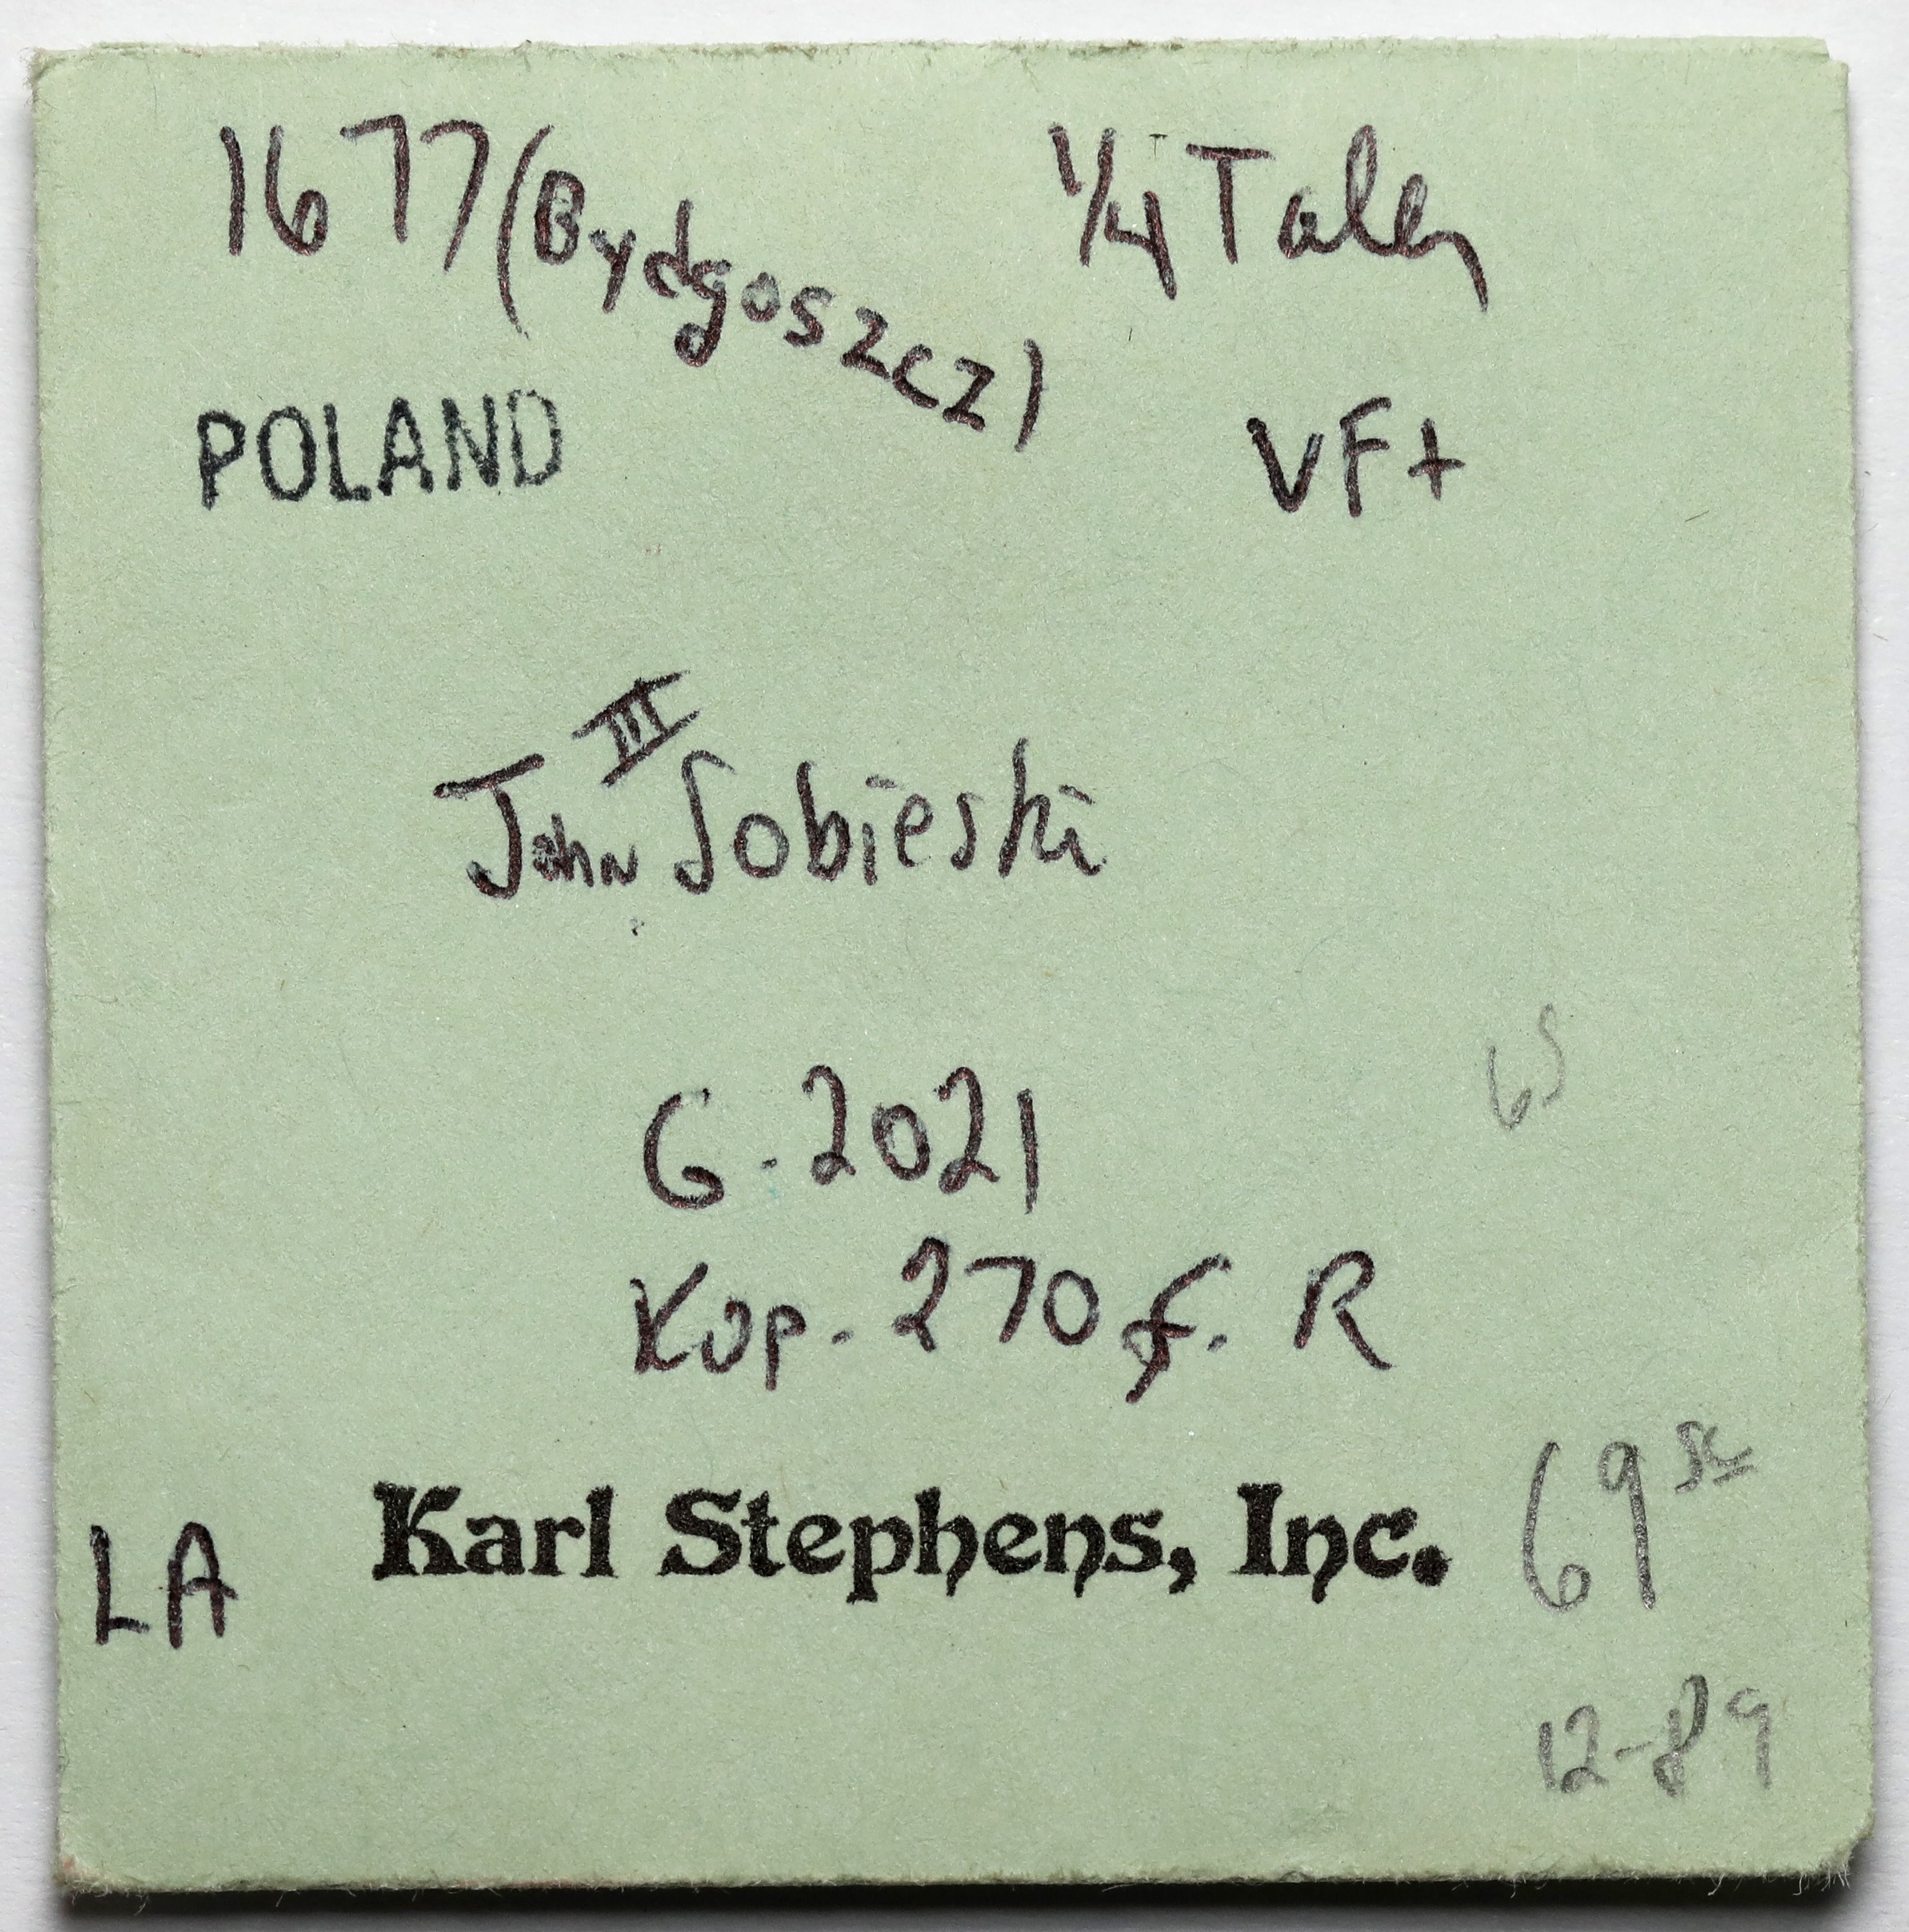 1677 (Bydgoszcz) 1/4 Taler
POLAND VF+
III
John Sobieski
65
G. 2021
Kop. 270 f. R
LA Karl Stephens, Inc. 69
12-89